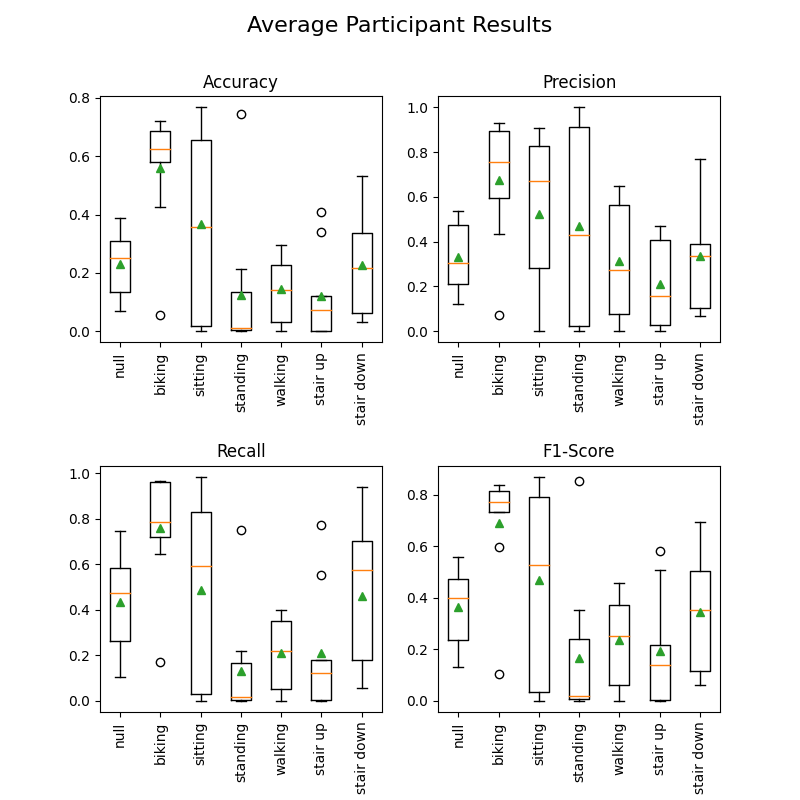 Average Participant Results
Accuracy
0.8
0.6
0.4
0.2
0.0
null
biking
sitting
standing
walking
stair up
stair down
Precision
1.0
0.8
0.6
0.4
0.2
0.0
null
biking
sitting
standing
walking
stair up
stair down
Recall
1.0
0.8
0.6
0.4
0.2
0.0
null
biking
sitting
standing
walking
stair up
stair down
F1-Score
0.8
0.6
0.4
0.2
0.0
null
biking
sitting
standing
walking
stair up
stair down